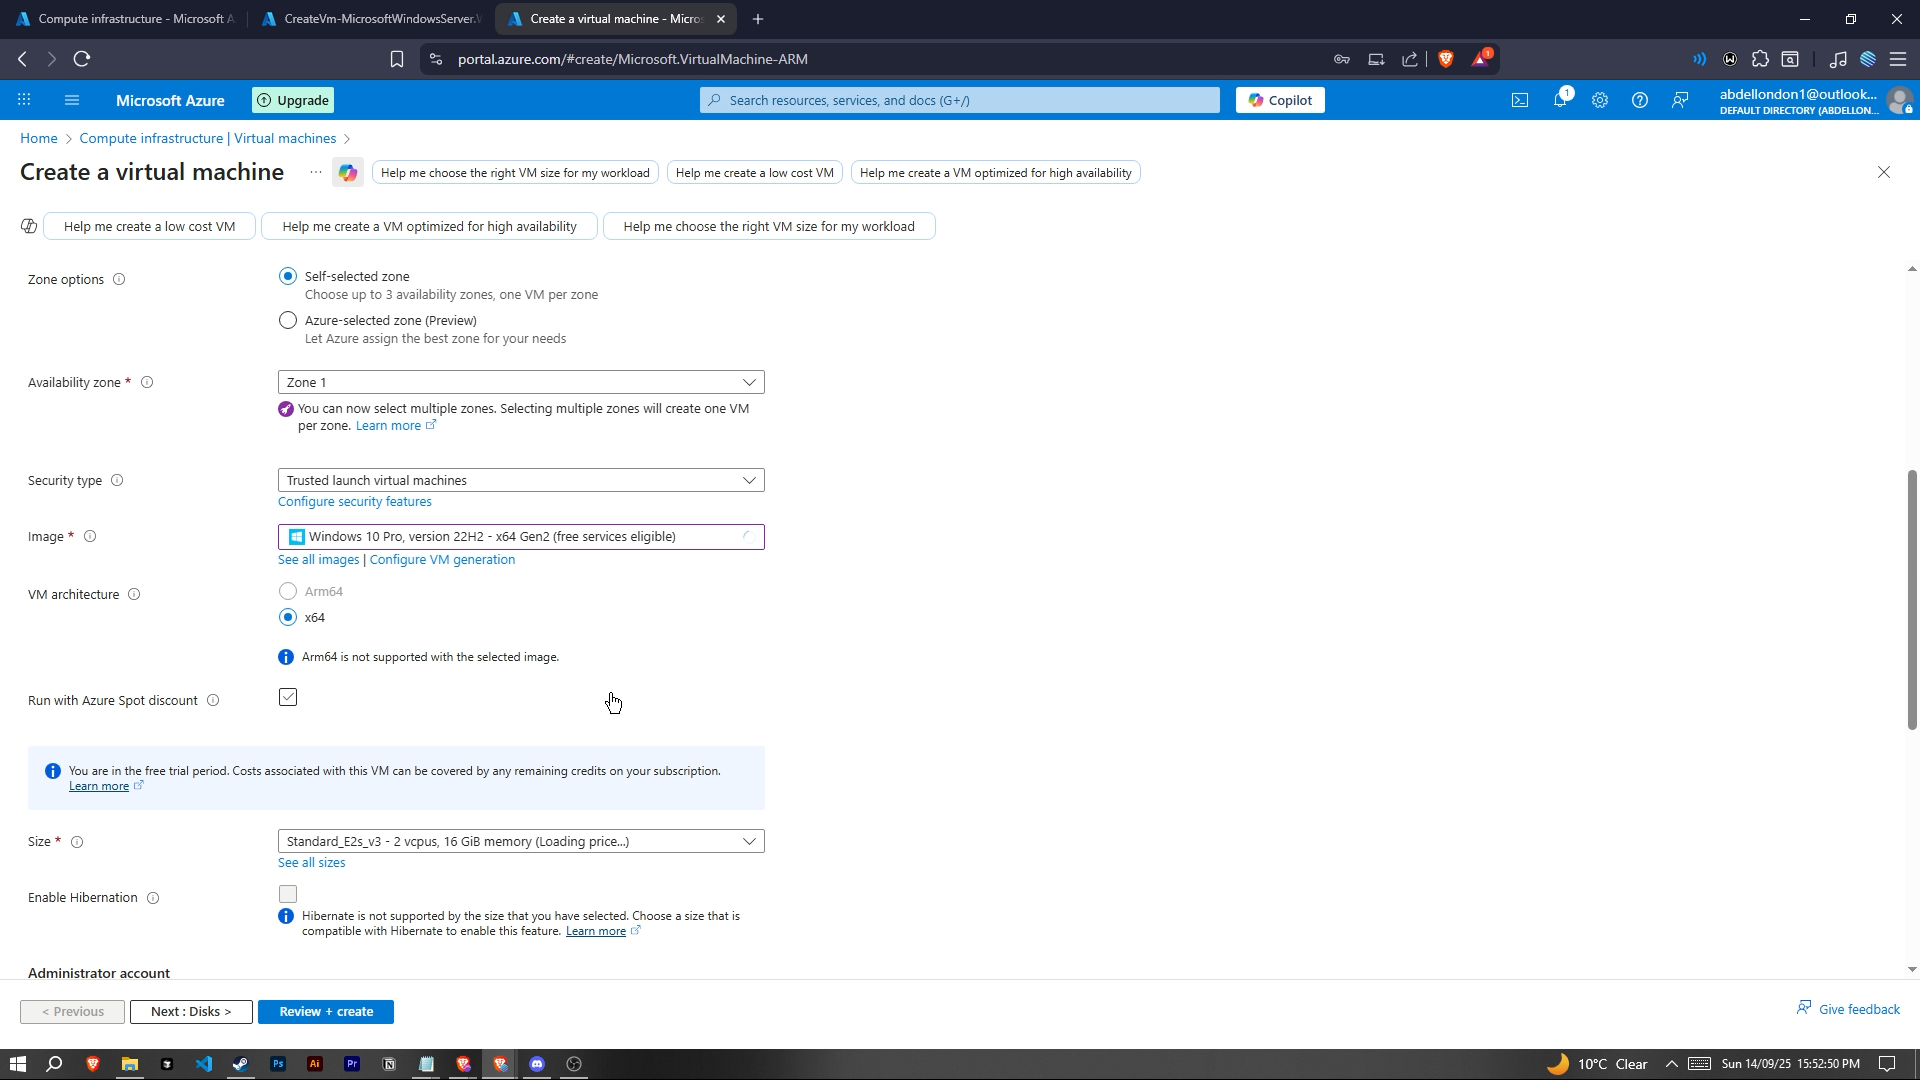 Compute infrastructure - Microsoft A
CreateVm-MicrosoftWindowsServer.W
Create a virtual machine - Micros
portal.azure.com/#create/Microsoft.VirtualMachine-ARM
1
Microsoft Azure
Upgrade
Search resources, services, and docs (G+/)
Copilot
1
abdellondon1@outlook...
DEFAULT DIRECTORY (ABDELLON...
Home > Compute infrastructure | Virtual machines >
Create a virtual machine ...
Help me choose the right VM size for my workload
Help me create a low cost VM
Help me create a VM optimized for high availability
Help me create a low cost VM
Help me create a VM optimized for high availability
Help me choose the right VM size for my workload
Zone options
Self-selected zone
Choose up to 3 availability zones, one VM per zone
Azure-selected zone (Preview)
Let Azure assign the best zone for your needs
Availability zone *
Zone 1
You can now select multiple zones. Selecting multiple zones will create one VM
per zone. Learn more
Security type
Trusted launch virtual machines
Configure security features
Image *
Windows 10 Pro, version 22H2 - x64 Gen2 (free services eligible)
See all images | Configure VM generation
VM architecture
Arm64
x64
Arm64 is not supported with the selected image.
Run with Azure Spot discount
You are in the free trial period. Costs associated with this VM can be covered by any remaining credits on your subscription.
Learn more
Size *
Standard_E2s_v3 - 2 vcpus, 16 GiB memory (Loading price...)
See all sizes
Enable Hibernation
Hibernate is not supported by the size that you have selected. Choose a size that is
compatible with Hibernate to enable this feature. Learn more
Administrator account
< Previous
Next : Disks >
Review + create
Give feedback
Ps
Ai
Pr
10°C Clear
Sun 14/09/25 15:52:50 PM